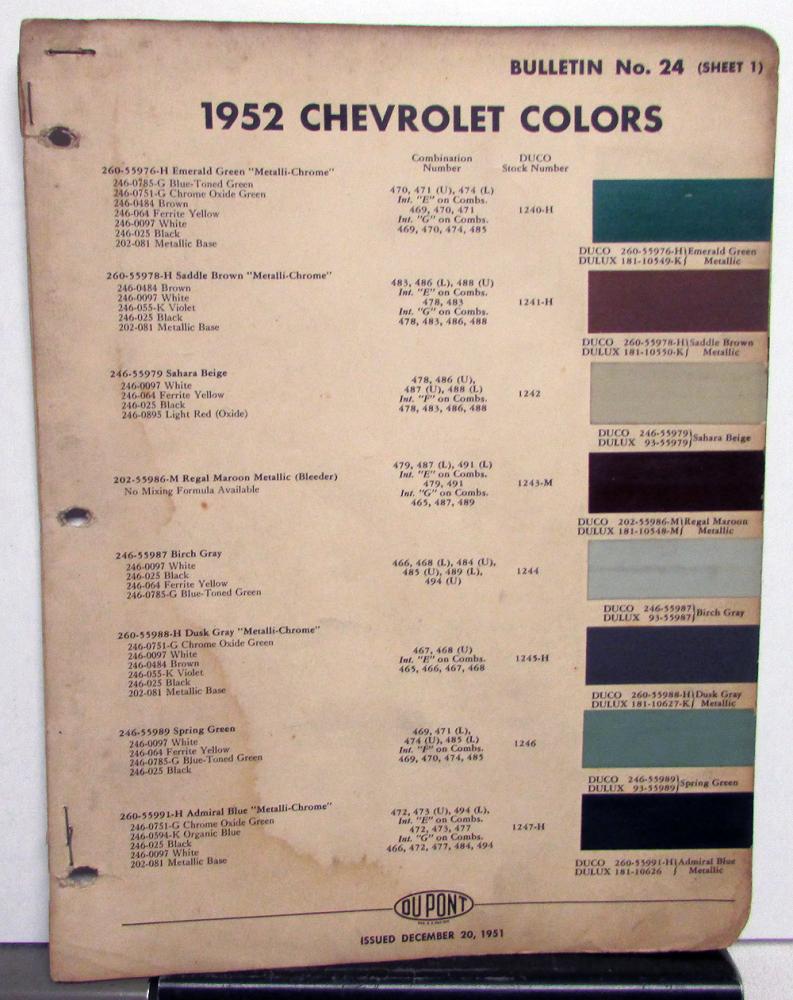 BULLETIN No. 24 (SHEET 1)
1952 CHEVROLET COLORS
Combination Number
DUCO Stock Number
260-55976-H Emerald Green "Metalli-Chrome"
246-0785-G Blue-Toned Green
246-0751-G Chrome Oxide Green
246-0484 Brown
246-064 Ferrite Yellow
246-0097 White
246-025 Black
202-081 Metallic Base
470, 471 (U), 474 (L)
Int. "E" on Combs.
469, 470, 471
Int. "G" on Combs.
469, 470, 474, 485
1240-H
DUCO 260-55976-H } Emerald Green
DULUX 181-10549-K } Metallic
260-55978-H Saddle Brown "Metalli-Chrome"
246-0484 Brown
246-0097 White
246-055-K Violet
246-025 Black
202-081 Metallic Base
483, 486 (L), 488 (U)
Int. "E" on Combs.
478, 483
Int. "G" on Combs.
478, 483, 486, 488
1241-H
DUCO 260-55978-H } Saddle Brown
DULUX 181-10550-K } Metallic
246-55979 Sahara Beige
246-0097 White
246-064 Ferrite Yellow
246-025 Black
246-0895 Light Red (Oxide)
478, 486 (U),
487 (U), 488 (L)
Int. "F" on Combs.
478, 483, 486, 488
1242
DUCO 246-55979 } Sahara Beige
DULUX 93-55979 }
202-55986-M Regal Maroon Metallic (Bleeder)
No Mixing Formula Available
479, 487 (L), 491 (L)
Int. "E" on Combs.
479, 491
Int. "G" on Combs.
465, 487, 489
1243-M
DUCO 202-55986-M } Regal Maroon
DULUX 181-10548-M } Metallic
246-55987 Birch Gray
246-0097 White
246-025 Black
246-064 Ferrite Yellow
246-0785-G Blue-Toned Green
466, 468 (L), 484 (U),
485 (U), 489 (L),
494 (U)
1244
DUCO 246-55987 } Birch Gray
DULUX 93-55987 }
260-55988-H Dusk Gray "Metalli-Chrome"
246-0751-G Chrome Oxide Green
246-0097 White
246-0484 Brown
246-055-K Violet
246-025 Black
202-081 Metallic Base
467, 468 (U)
Int. "E" on Combs.
465, 466, 467, 468
1245-H
DUCO 260-55988-H } Dusk Gray
DULUX 181-10627-K } Metallic
246-55989 Spring Green
246-0097 White
246-064 Ferrite Yellow
246-0785-G Blue-Toned Green
246-025 Black
469, 471 (L),
474 (U), 485 (L)
Int. "F" on Combs.
469, 470, 474, 485
1246
DUCO 246-55989 } Spring Green
DULUX 93-55989 }
260-55991-H Admiral Blue "Metalli-Chrome"
246-0751-G Chrome Oxide Green
246-0594-K Organic Blue
246-025 Black
246-0097 White
202-081 Metallic Base
472, 473 (U), 494 (L),
Int. "E" on Combs.
472, 473, 477
Int. "G" on Combs.
466, 472, 477, 484, 494
1247-H
DUCO 260-55991-H } Admiral Blue
DULUX 181-10626 } Metallic
DU PONT
ISSUED DECEMBER 20, 1951